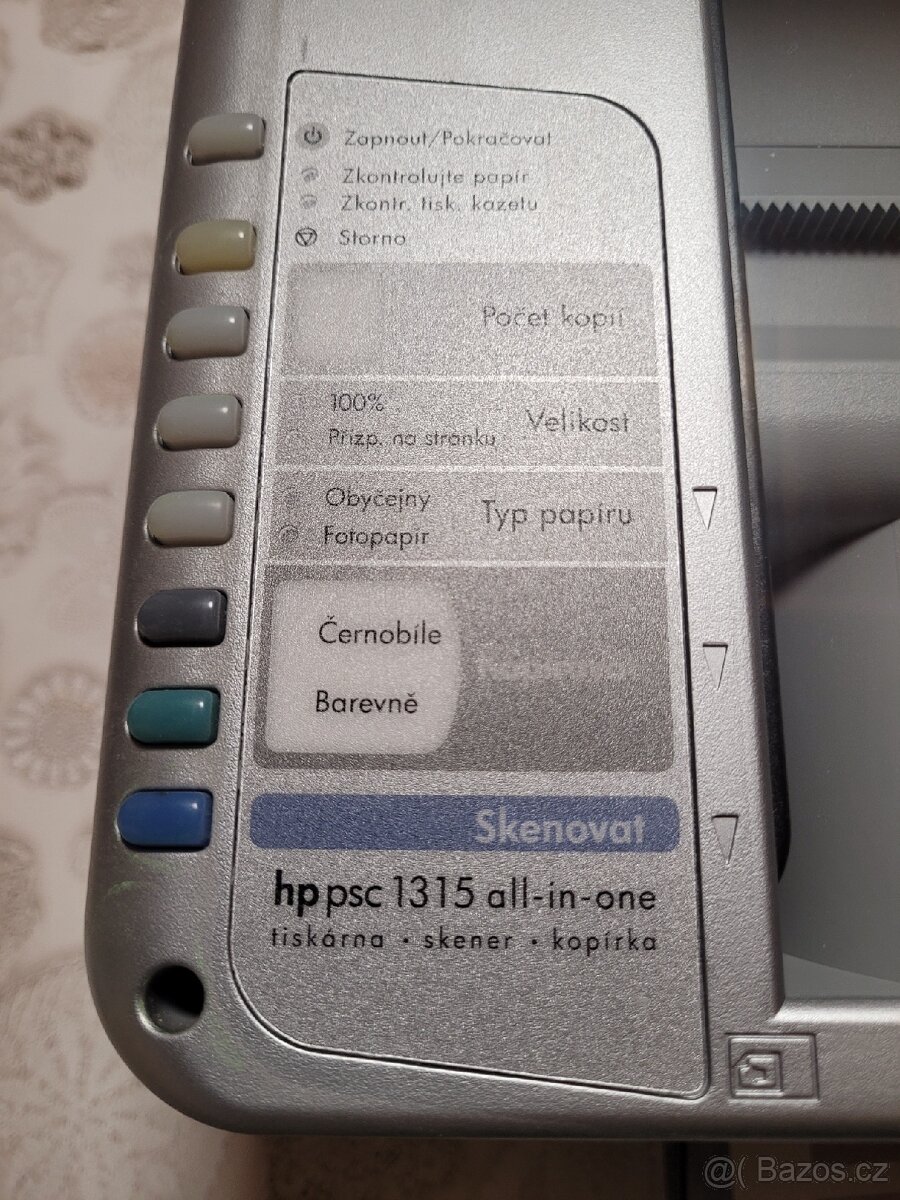 Zapnout/Pokračovat
Zkontrolujte papír
Zkontr. tisk. kazetu
Storno
Počet kopií
100%
Přizp. na stránku
Velikost
Obyčejný
Fotopapír
Typ papíru
Černobíle
Barevně
Skenovat
hp psc 1315 all-in-one
tiskárna • skener • kopírka
@( Bazos.cz